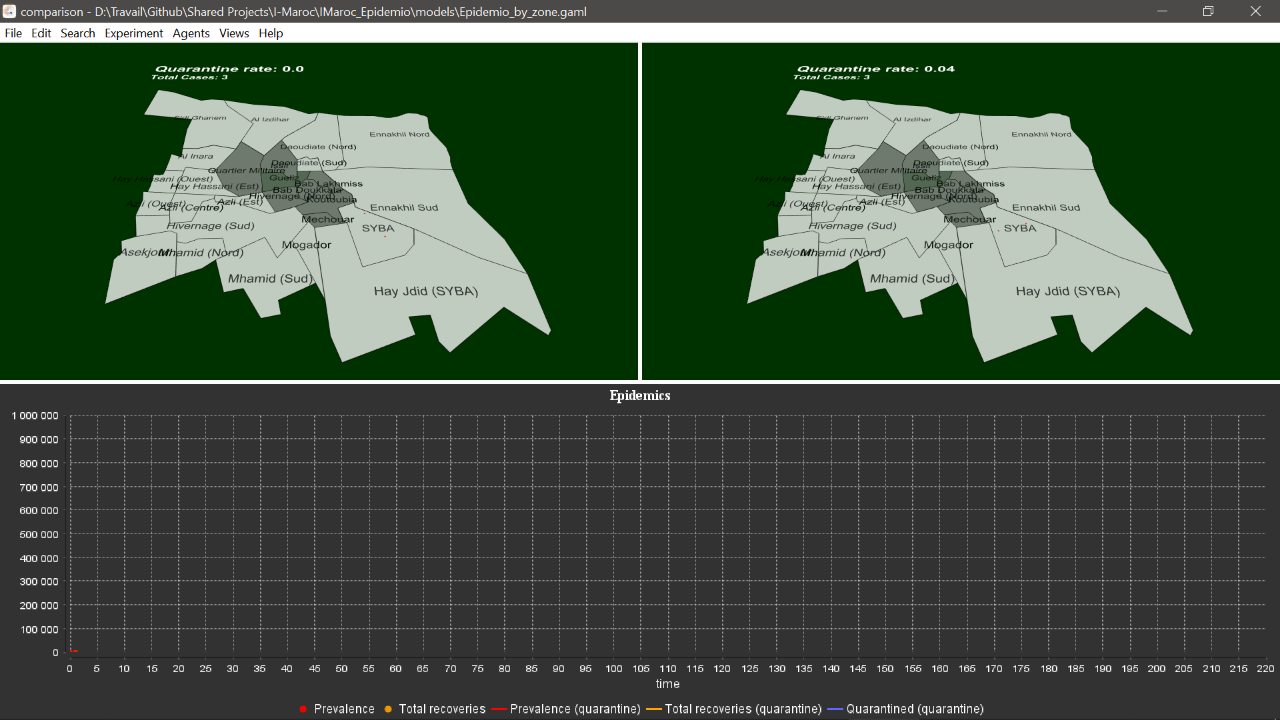 comparison - D:\Travail\Github\Shared Projects\I-Maroc\IMaroc_Epidemio\models\Epidemio_by_zone.gaml
File Edit Search Experiment Agents Views Help
Quarantine rate: 0.0
Total Cases: 3
Sidi Ghanem
Al Izdihar
Ennakhil Nord
Daoudiate (Nord)
Al Inara
Daoudiate (Sud)
Quartier Militaire
Gueliz
Hay Hassani (Ouest)
Hay Hassani (Est)
Bab Lakhmiss
Bab Doukkala
Hivernage (Nord)
Koutoubia
Azli (Ouest)
Azli (Centre)
Azli (Est)
Ennakhil Sud
Mechouar
Hivernage (Sud)
SYBA
Mogador
Asekjour
Mhamid (Nord)
Mhamid (Sud)
Hay Jdid (SYBA)
Quarantine rate: 0.04
Total Cases: 3
Sidi Ghanem
Al Izdihar
Ennakhil Nord
Daoudiate (Nord)
Al Inara
Daoudiate (Sud)
Quartier Militaire
Gueliz
Hay Hassani (Ouest)
Hay Hassani (Est)
Bab Lakhmiss
Bab Doukkala
Hivernage (Nord)
Koutoubia
Azli (Ouest)
Azli (Centre)
Azli (Est)
Ennakhil Sud
Mechouar
Hivernage (Sud)
SYBA
Mogador
Asekjour
Mhamid (Nord)
Mhamid (Sud)
Hay Jdid (SYBA)
Epidemics
1 000 000
900 000
800 000
700 000
600 000
500 000
400 000
300 000
200 000
100 000
0
0 5 10 15 20 25 30 35 40 45 50 55 60 65 70 75 80 85 90 95 100 105 110 115 120 125 130 135 140 145 150 155 160 165 170 175 180 185 190 195 200 205 210 215 220
time
Prevalence Total recoveries Prevalence (quarantine) Total recoveries (quarantine) Quarantined (quarantine)